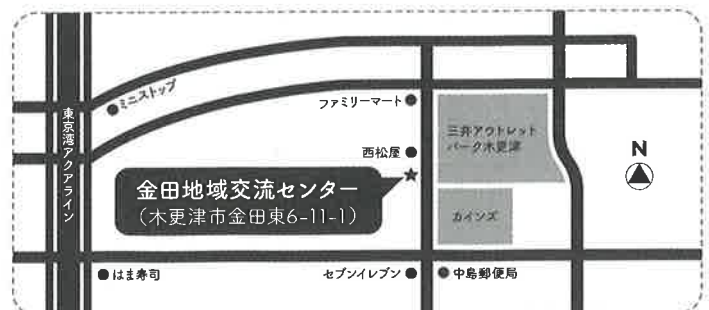 東京湾アクアライン
ミニストップ
ファミリーマート
三井アウトレット
パーク木更津
西松屋
金田地域交流センター
（木更津市金田東6-11-1）
カインズ
N
はま寿司
セブンイレブン
中島郵便局